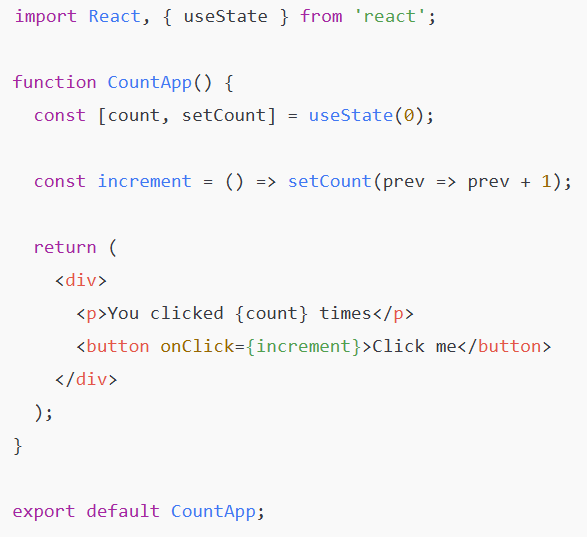 import React, { useState } from 'react';

function CountApp() {
  const [count, setCount] = useState(0);

  const increment = () => setCount(prev => prev + 1);

  return (
    <div>
      <p>You clicked {count} times</p>
      <button onClick={increment}>Click me</button>
    </div>
  );
}

export default CountApp;